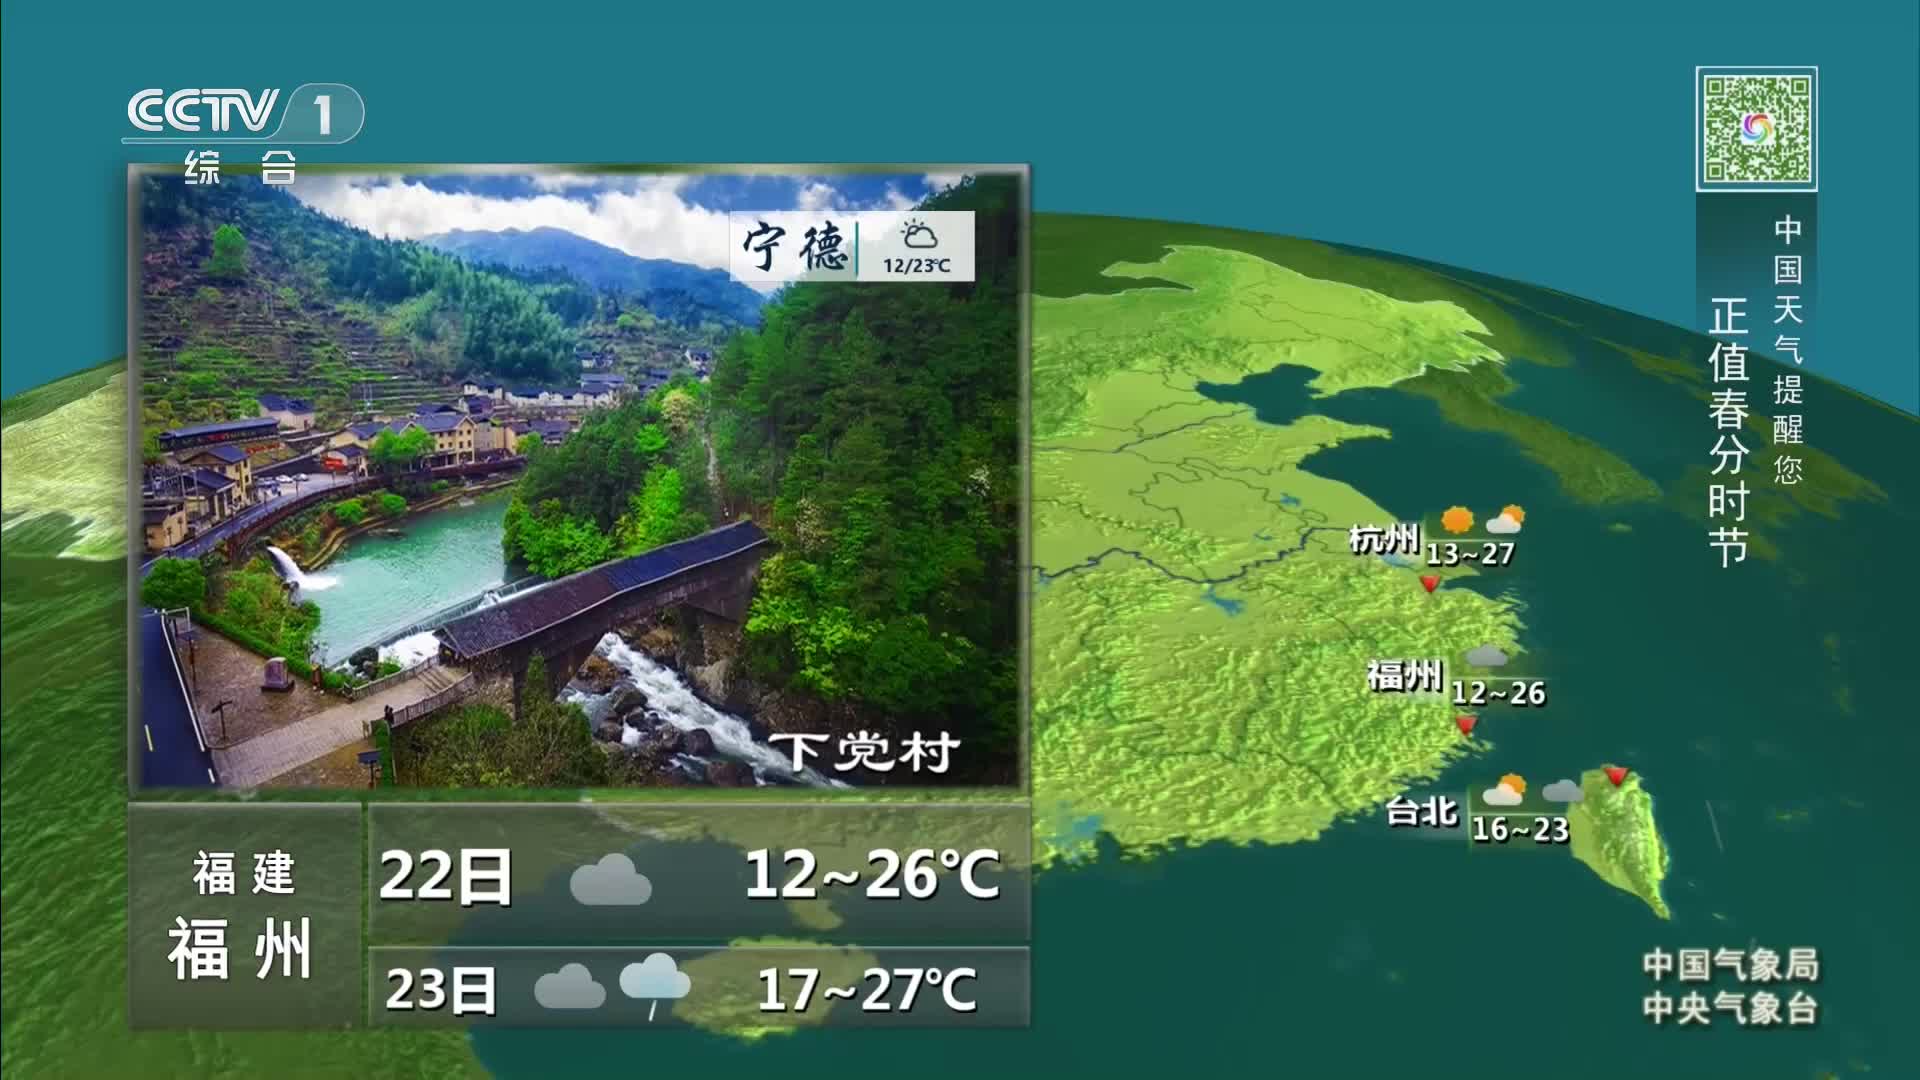 CCTV 1
综合
宁德
12/23℃
下党村
福建
福州
22日
12~26℃
23日
17~27℃
杭州
13~27
福州
12~26
台北
16~23
中国天气提醒您
正值春分时节
中国气象局
中央气象台